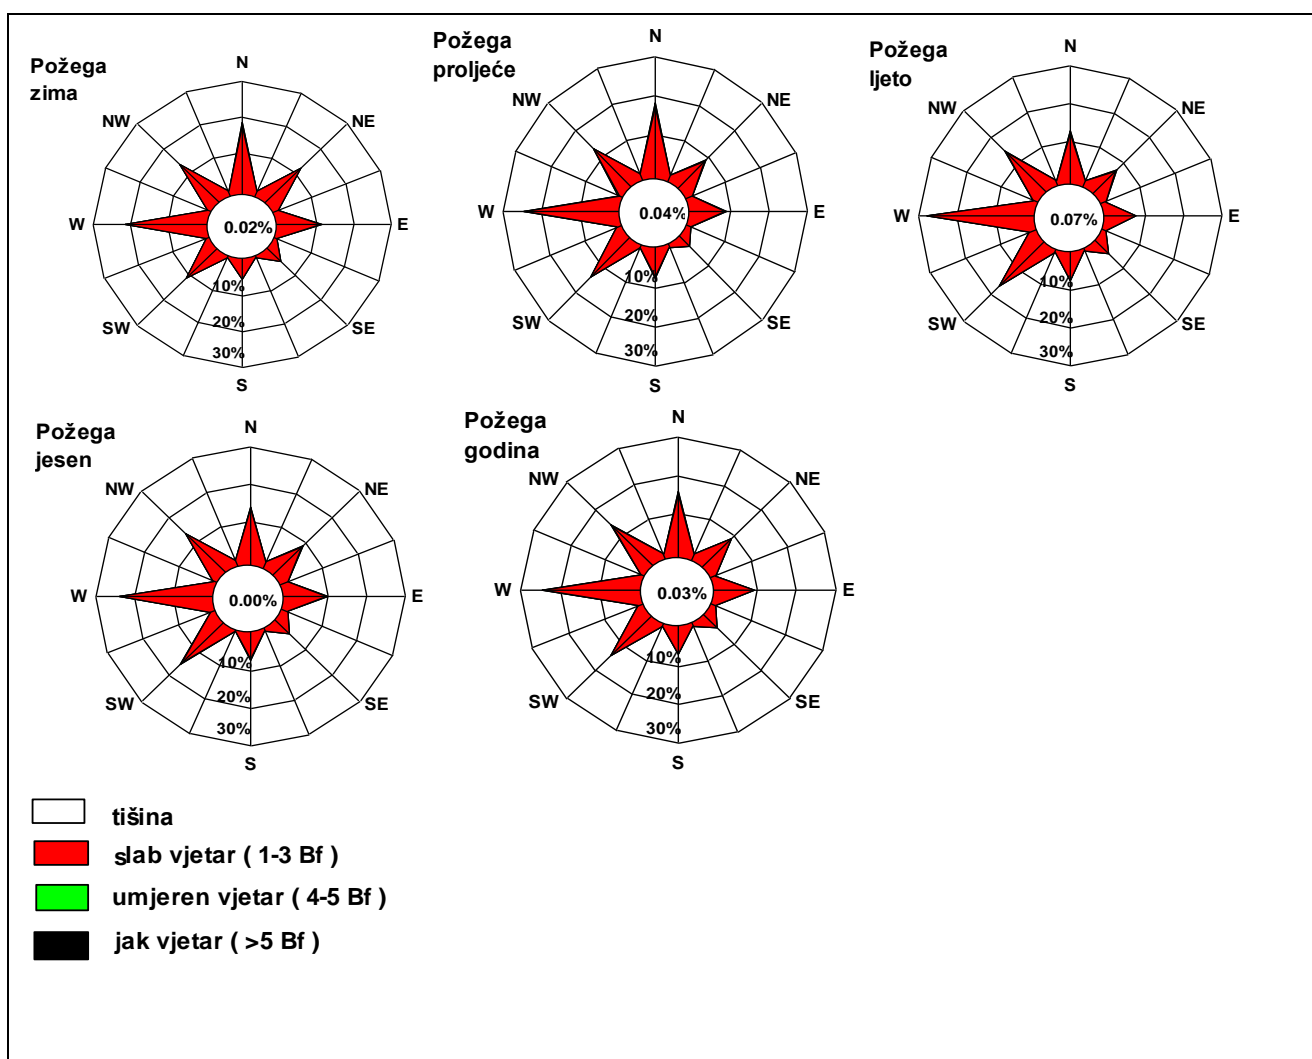 Požega
zima
N
NE
E
SE
S
SW
W
NW
0.02%
10%
20%
30%
Požega
proljeće
N
NE
E
SE
S
SW
W
NW
0.04%
10%
20%
30%
Požega
ljeto
N
NE
E
SE
S
SW
W
NW
0.07%
10%
20%
30%
Požega
jesen
N
NE
E
SE
S
SW
W
NW
0.00%
10%
20%
30%
Požega
godina
N
NE
E
SE
S
SW
W
NW
0.03%
10%
20%
30%
tišina
slab vjetar ( 1-3 Bf )
umjeren vjetar ( 4-5 Bf )
jak vjetar ( >5 Bf )